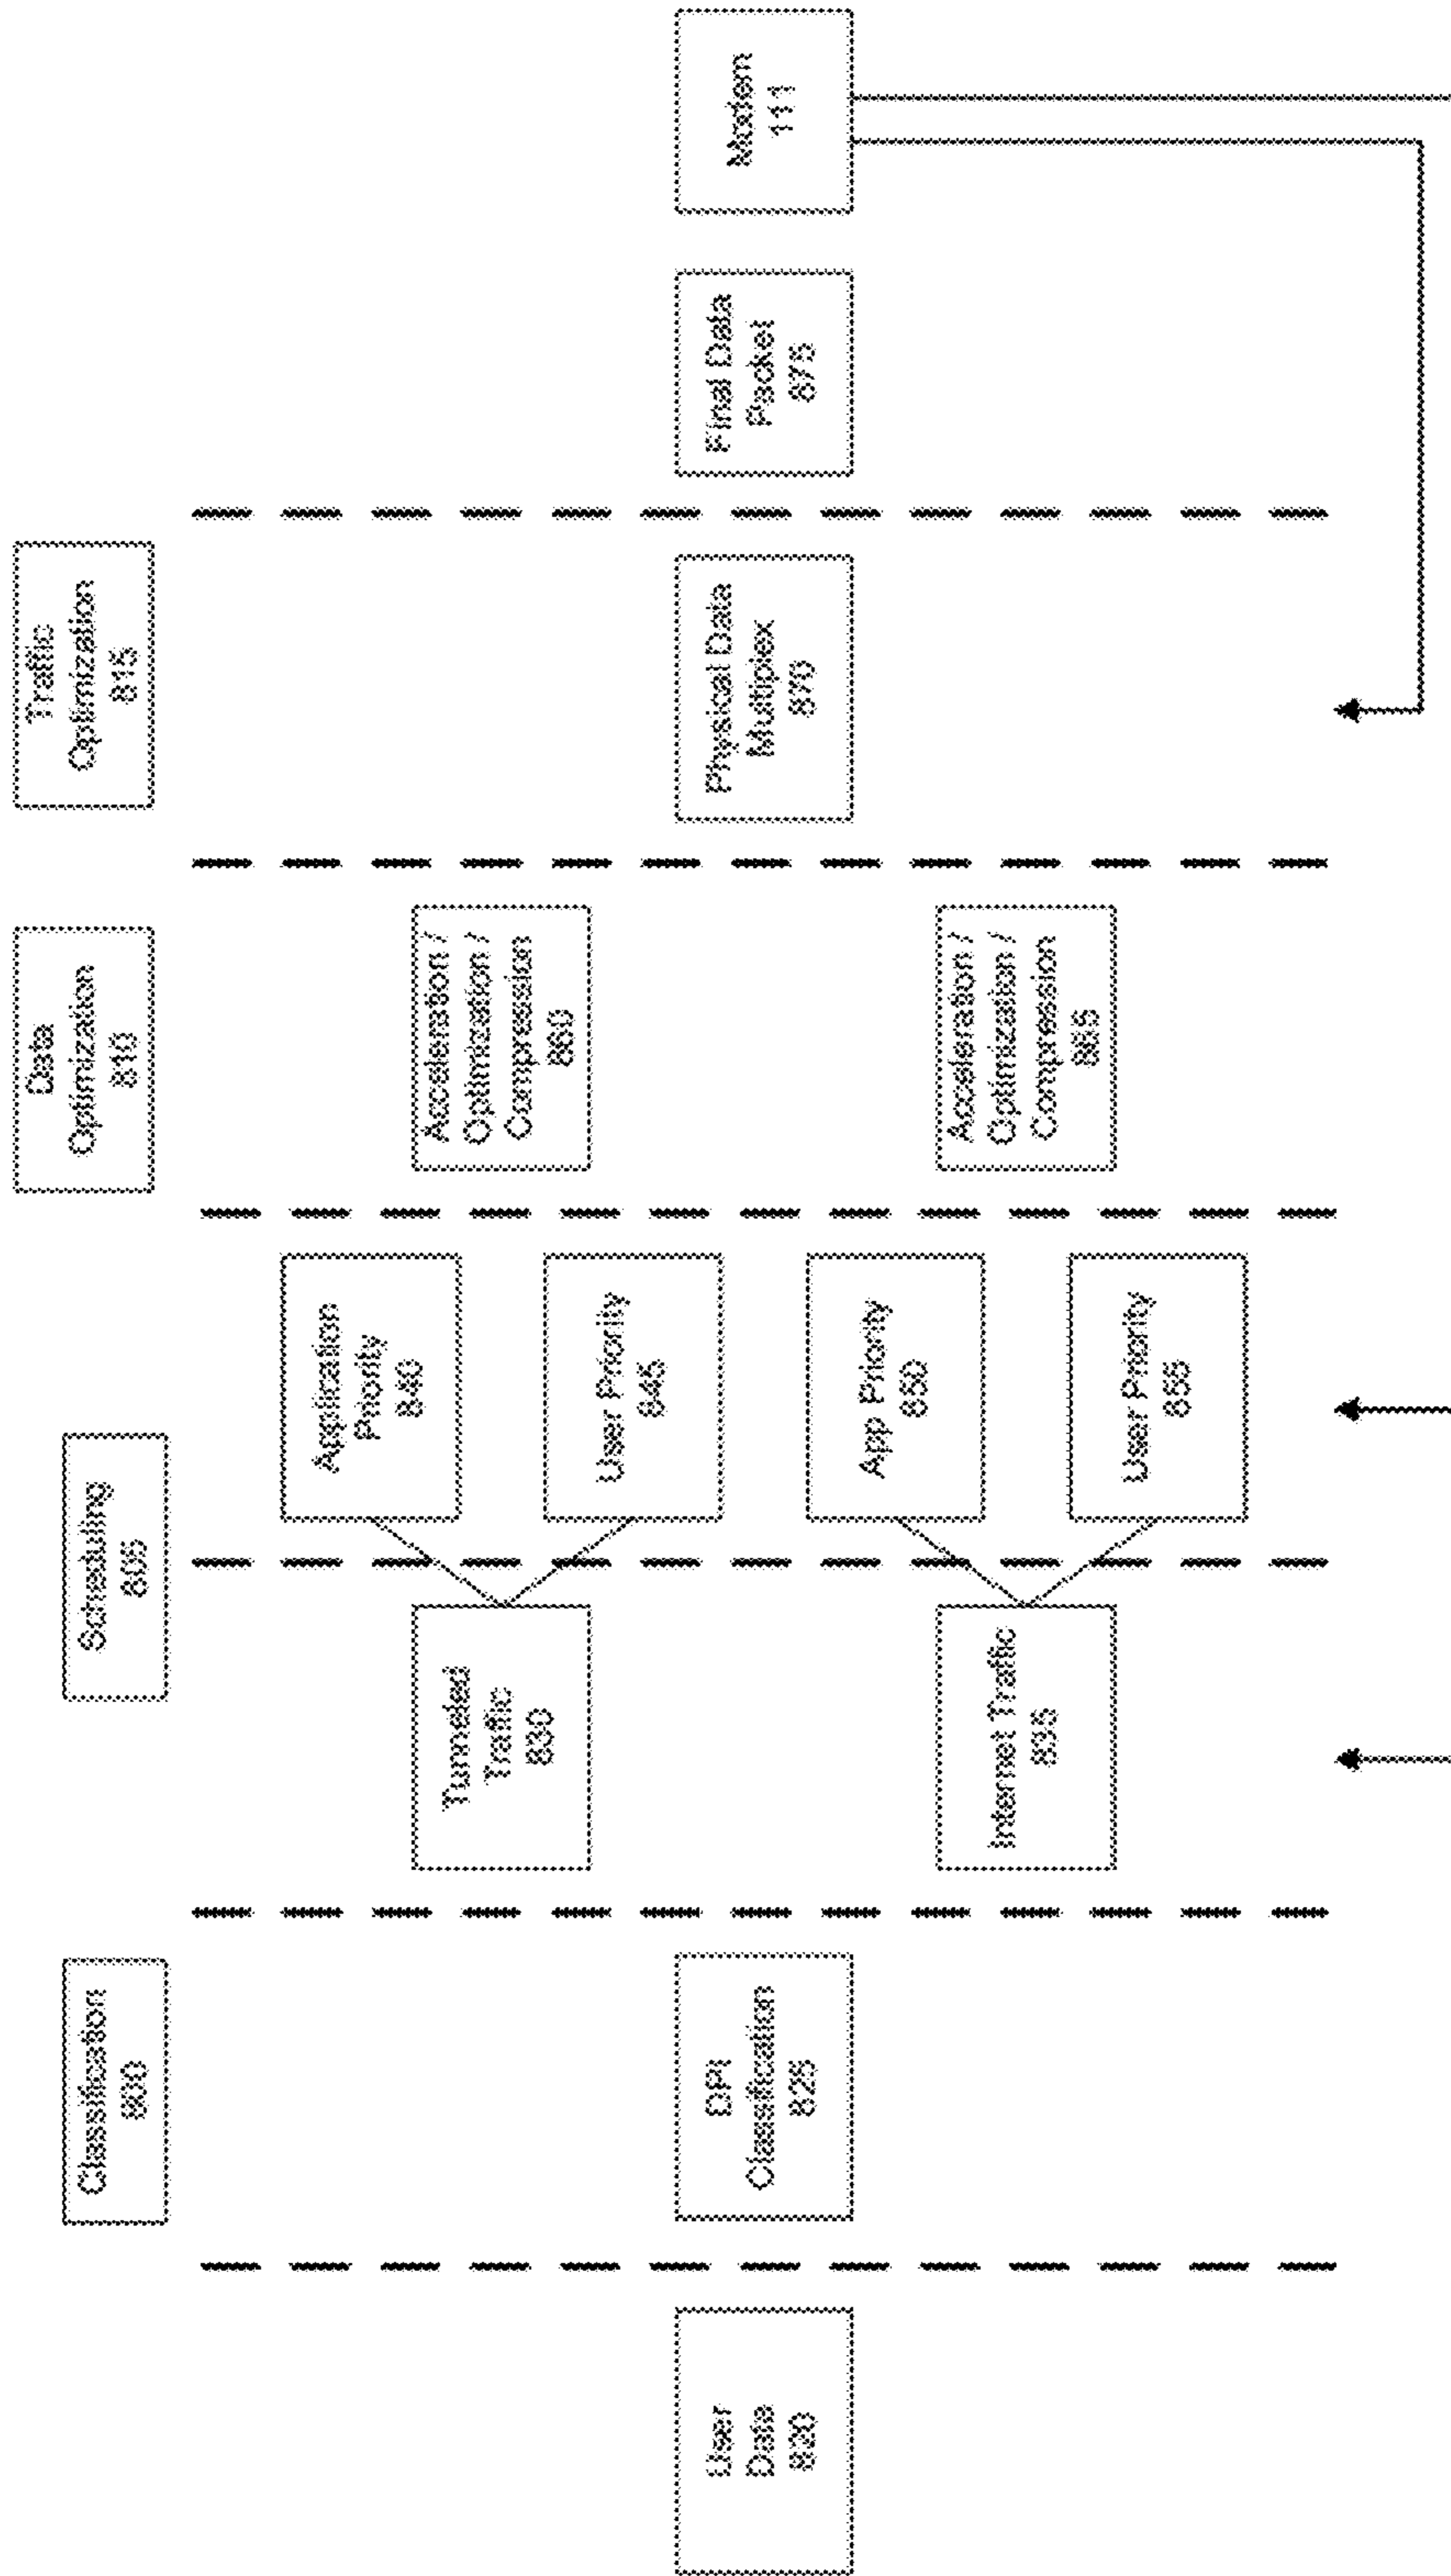 Classification
800
Scheduling
805
Data
Optimization
810
Traffic
Optimization
815
User
Data
820
DPI
Classification
825
Tunneled
Traffic
830
Internet Traffic
835
Application
Priority
840
User Priority
845
App Priority
850
User Priority
855
Acceleration /
Optimization /
Compression
860
Acceleration /
Optimization /
Compression
865
Physical Data
Multiplex
870
Final Data
Packet
875
Modem
111